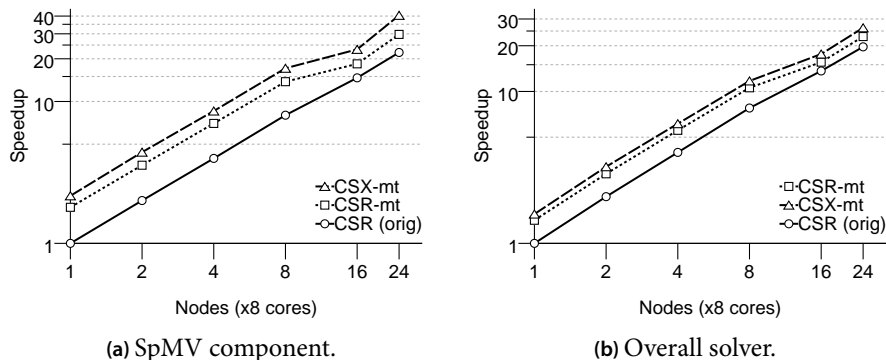 40
30
20
10
1
Speedup
CSX-mt
CSR-mt
CSR (orig)
1 2 4 8 16 24
Nodes (x8 cores)
(a) SpMV component.
30
20
10
1
Speedup
CSR-mt
CSX-mt
CSR (orig)
1 2 4 8 16 24
Nodes (x8 cores)
(b) Overall solver.